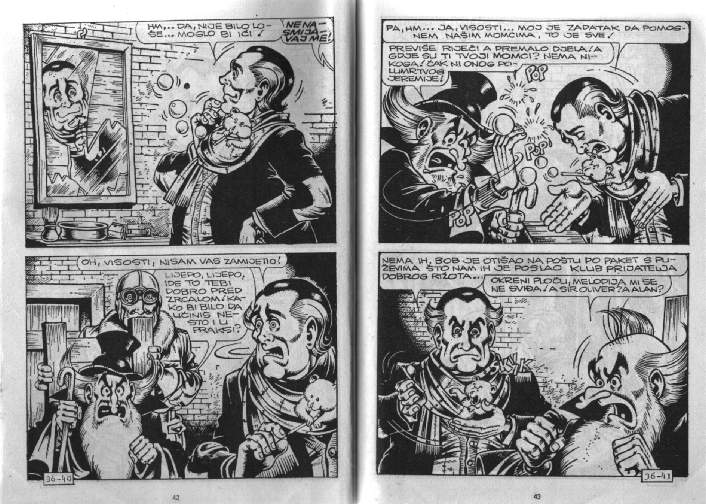 HM... DA, NIJE BILO LO-
ŠE... MOGLO BI IĆI!
NE NA-
SMIJA-
VAJ ME!
OH, VISOSTI, NISAM VAS ZAMIJETIO!
LIJEPO, LIJEPO,
IDE TO TEBI
DOBRO PRED
ZRCALOM! KA-
KO BI BILO DA
UČINIŠ NE-
ŠTO I U
PRAKSI?
36-40
42
PA, HM... JA, VISOSTI... MOJ JE ZADATAK DA POMOG-
NEM NAŠIM MOMCIMA, TO JE SVE!
PREVIŠE RIJEČI A PREMALO DJELA! A
GDJE SU TI TVOJI MOMCI? NEMA NI-
KOGA! ČAK NI ONOG PO-
LUMRTVOG
JEREMIJE!
POP
POP
POP
POP
NEMA IH. BOB JE OTIŠAO NA POŠTU PO PAKET S PU-
ŽEVIMA ŠTO NAM IH JE POSLAO KLUB PRIJATELJA
DOBROG RIŽOTA...
OKRENI PLOČU, MELODIJA MI SE
NE SVIĐA! A SIR OLIVER? A ALAN?
36-41
43